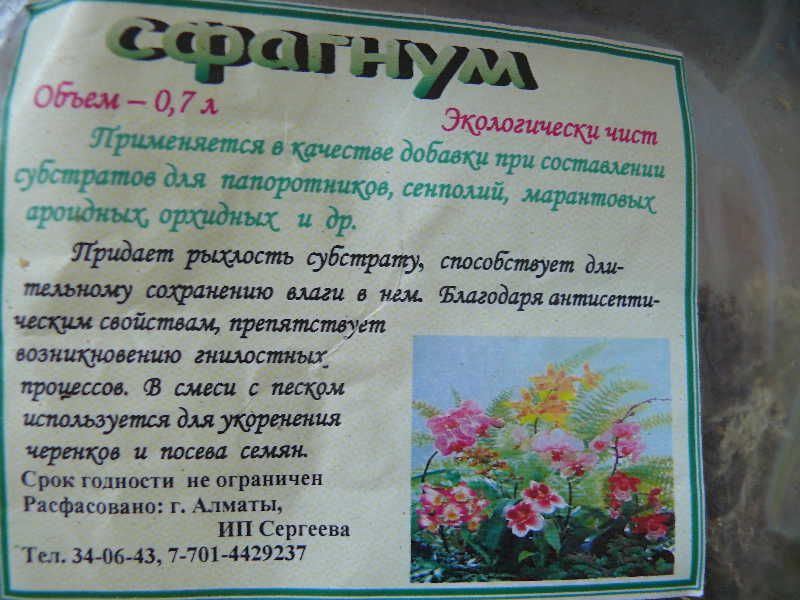 сфагнум
Объем – 0,7 л
Экологически чист
Применяется в качестве добавки при составлении
субстратов для папоротников, сенполий, марантовых
ароидных, орхидных и др.
Придает рыхлость субстрату, способствует дли-
тельному сохранению влаги в нем. Благодаря антисепти-
ческим свойствам, препятствует
возникновению гнилостных
процессов. В смеси с песком
используется для укоренения
черенков и посева семян.
Срок годности не ограничен
Расфасовано: г. Алматы,
ИП Сергеева
Тел. 34-06-43, 7-701-4429237